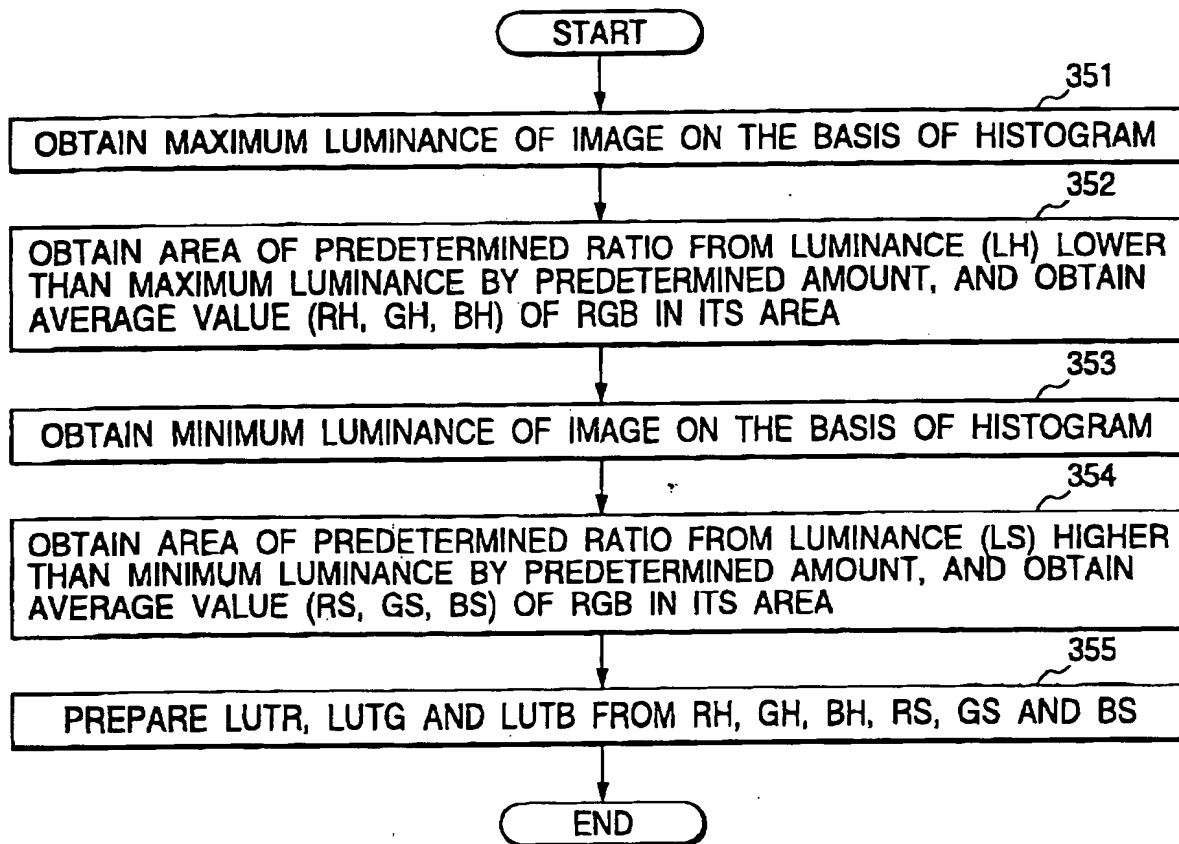 START
351
OBTAIN MAXIMUM LUMINANCE OF IMAGE ON THE BASIS OF HISTOGRAM
352
OBTAIN AREA OF PREDETERMINED RATIO FROM LUMINANCE (LH) LOWER
THAN MAXIMUM LUMINANCE BY PREDETERMINED AMOUNT, AND OBTAIN
AVERAGE VALUE (RH, GH, BH) OF RGB IN ITS AREA
353
OBTAIN MINIMUM LUMINANCE OF IMAGE ON THE BASIS OF HISTOGRAM
354
OBTAIN AREA OF PREDETERMINED RATIO FROM LUMINANCE (LS) HIGHER
THAN MINIMUM LUMINANCE BY PREDETERMINED AMOUNT, AND OBTAIN
AVERAGE VALUE (RS, GS, BS) OF RGB IN ITS AREA
355
PREPARE LUTR, LUTG AND LUTB FROM RH, GH, BH, RS, GS AND BS
END